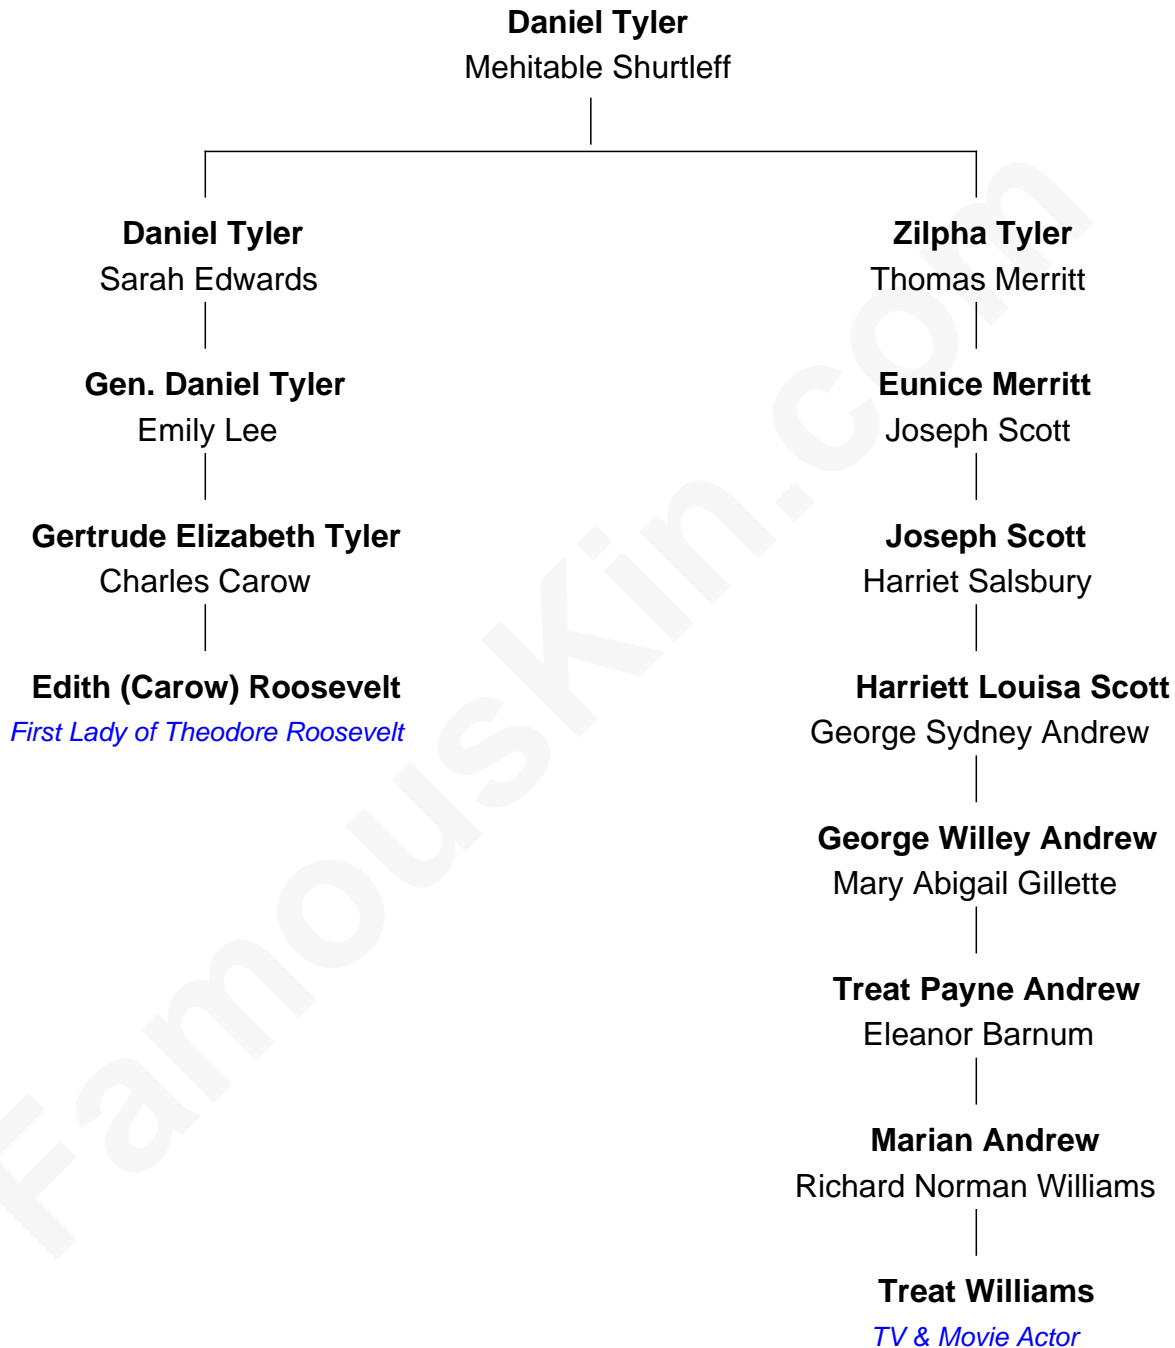 Daniel Tyler
Mehitable Shurtleff
Daniel Tyler
Sarah Edwards
Gen. Daniel Tyler
Emily Lee
Gertrude Elizabeth Tyler
Charles Carow
Edith (Carow) Roosevelt
First Lady of Theodore Roosevelt
Zilpha Tyler
Thomas Merritt
Eunice Merritt
Joseph Scott
Joseph Scott
Harriet Salsbury
Harriett Louisa Scott
George Sydney Andrew
George Willey Andrew
Mary Abigail Gillette
Treat Payne Andrew
Eleanor Barnum
Marian Andrew
Richard Norman Williams
Treat Williams
TV & Movie Actor
FamousKin.com